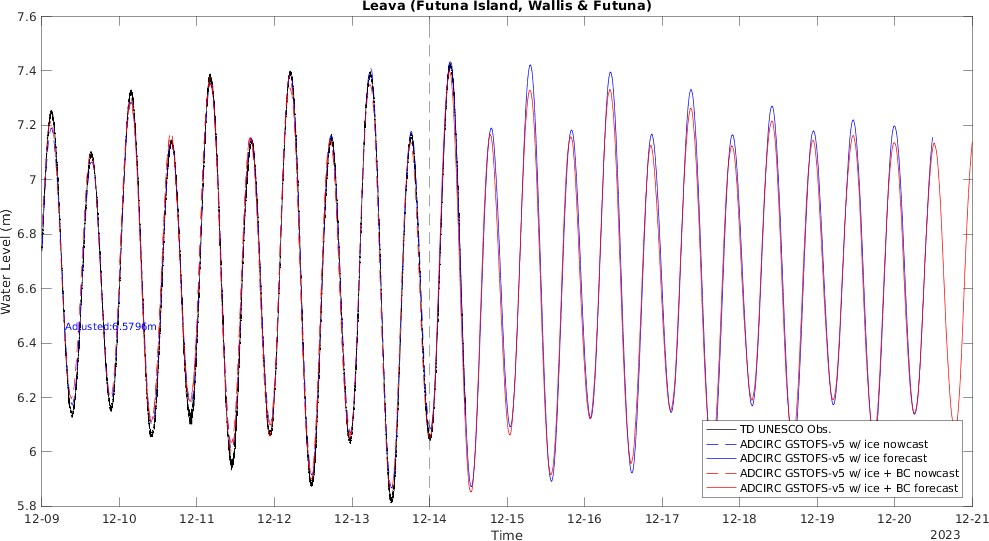 Leava (Futuna Island, Wallis & Futuna)
7.6
7.4
7.2
7
6.8
6.6
6.4
6.2
6
5.8
Water Level (m)
Adjusted:6.5796m
TD UNESCO Obs.
ADCIRC GSTOFS-v5 w/ ice nowcast
ADCIRC GSTOFS-v5 w/ ice forecast
ADCIRC GSTOFS-v5 w/ ice + BC nowcast
ADCIRC GSTOFS-v5 w/ ice + BC forecast
12-09 12-10 12-11 12-12 12-13 12-14 12-15 12-16 12-17 12-18 12-19 12-20 12-21
Time
2023